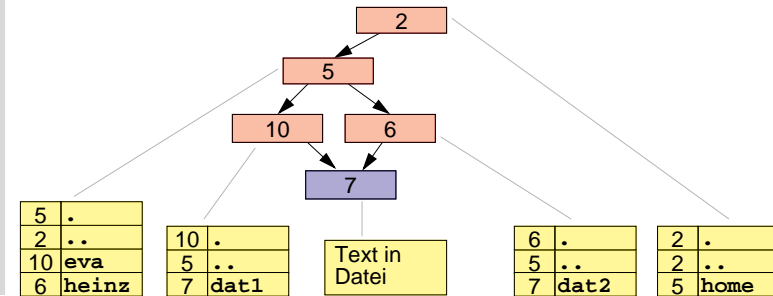 2
5
10
6
7
5 .
2 ..
10 eva
6 heinz
10 .
5 ..
7 dat1
Text in
Datei
6 .
5 ..
7 dat2
2 .
2 ..
5 home